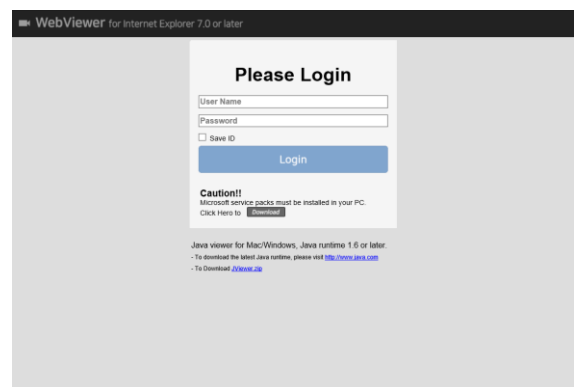 WebViewer for Internet Explorer 7.0 or later
Please Login
User Name
Password
Save ID
Login
Caution!!
Microsoft service packs must be installed in your PC.
Click Hero to Download
Java viewer for Mac/Windows, Java runtime 1.6 or later.
- To download the latest Java runtime, please visit http://www.java.com
- To Download JViewer.zip